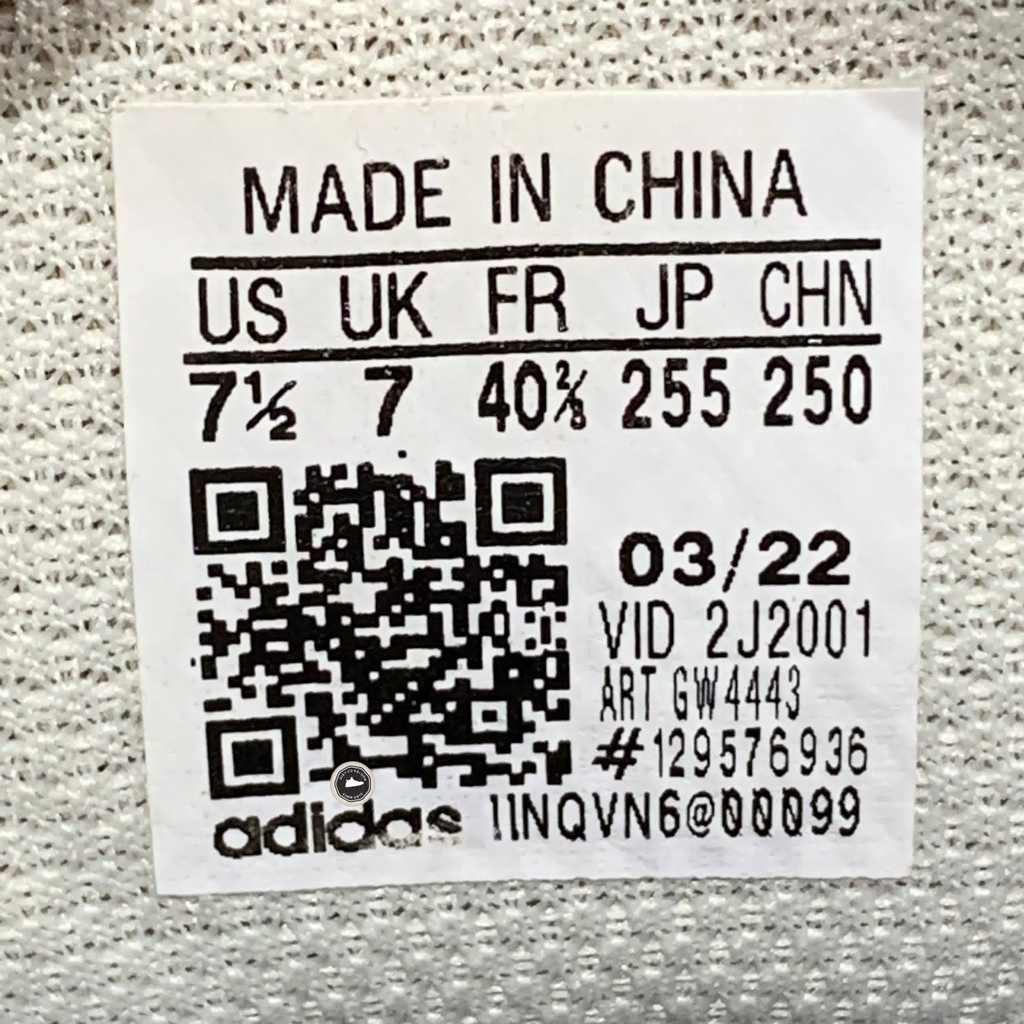 MADE IN CHINA
US UK FR JP CHN
7½ 7 40⅔ 255 250
03/22
VID 2J2001
ART GW4443
#129576936
adidas 11NQVN6@00099